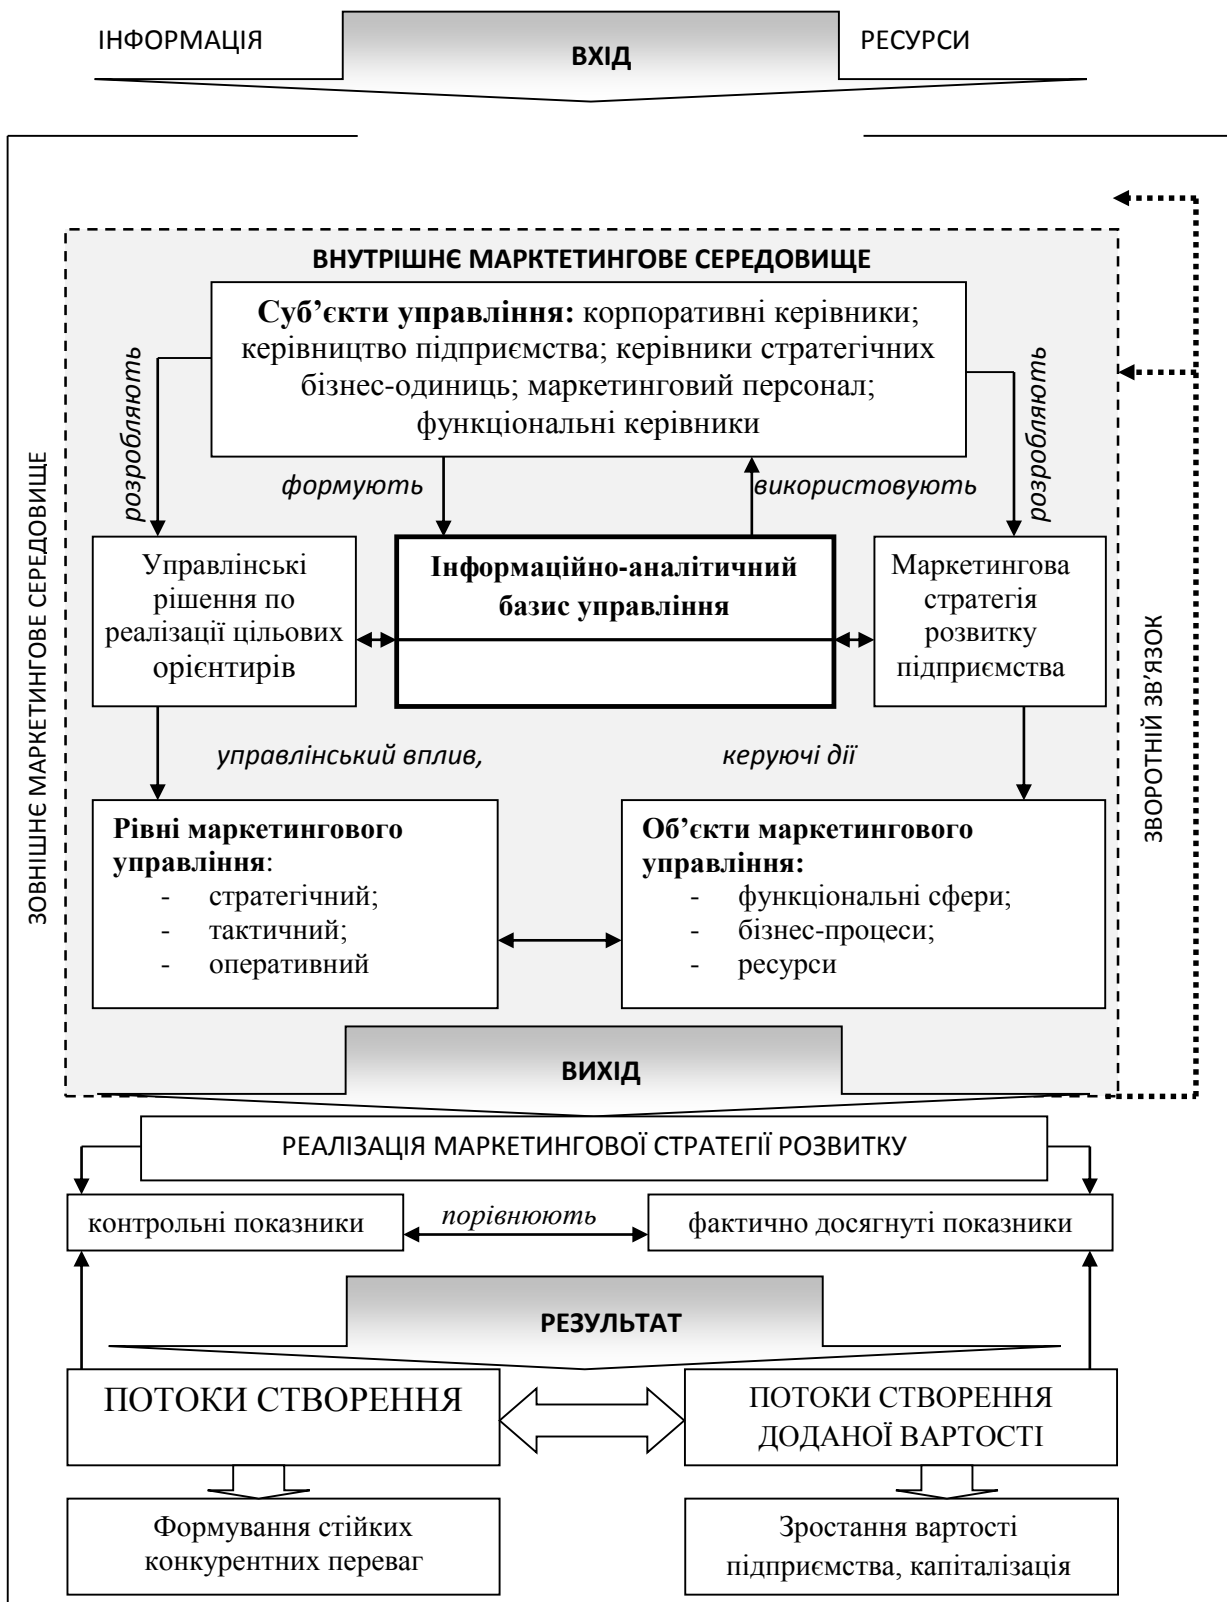 ІНФОРМАЦІЯ
ВХІД
РЕСУРСИ
ЗОВНІШНЄ МАРКЕТИНГОВЕ СЕРЕДОВИЩЕ
ВНУТРІШНЄ МАРКТЕТИНГОВЕ СЕРЕДОВИЩЕ
Суб’єкти управління: корпоративні керівники;
керівництво підприємства; керівники стратегічних
бізнес-одиниць; маркетинговий персонал;
функціональні керівники
розробляють
формують
використовують
розробляють
Управлінські
рішення по
реалізації цільових
орієнтирів
Інформаційно-аналітичний
базис управління
Маркетингова
стратегія
розвитку
підприємства
управлінський вплив,
керуючі дії
Рівні маркетингового
управління:
- стратегічний;
- тактичний;
- оперативний
Об’єкти маркетингового
управління:
- функціональні сфери;
- бізнес-процеси;
- ресурси
ЗВОРОТНІЙ ЗВ’ЯЗОК
ВИХІД
РЕАЛІЗАЦІЯ МАРКЕТИНГОВОЇ СТРАТЕГІЇ РОЗВИТКУ
контрольні показники
порівнюють
фактично досягнуті показники
РЕЗУЛЬТАТ
ПОТОКИ СТВОРЕННЯ
ПОТОКИ СТВОРЕННЯ
ДОДАНОЇ ВАРТОСТІ
Формування стійких
конкурентних переваг
Зростання вартості
підприємства, капіталізація